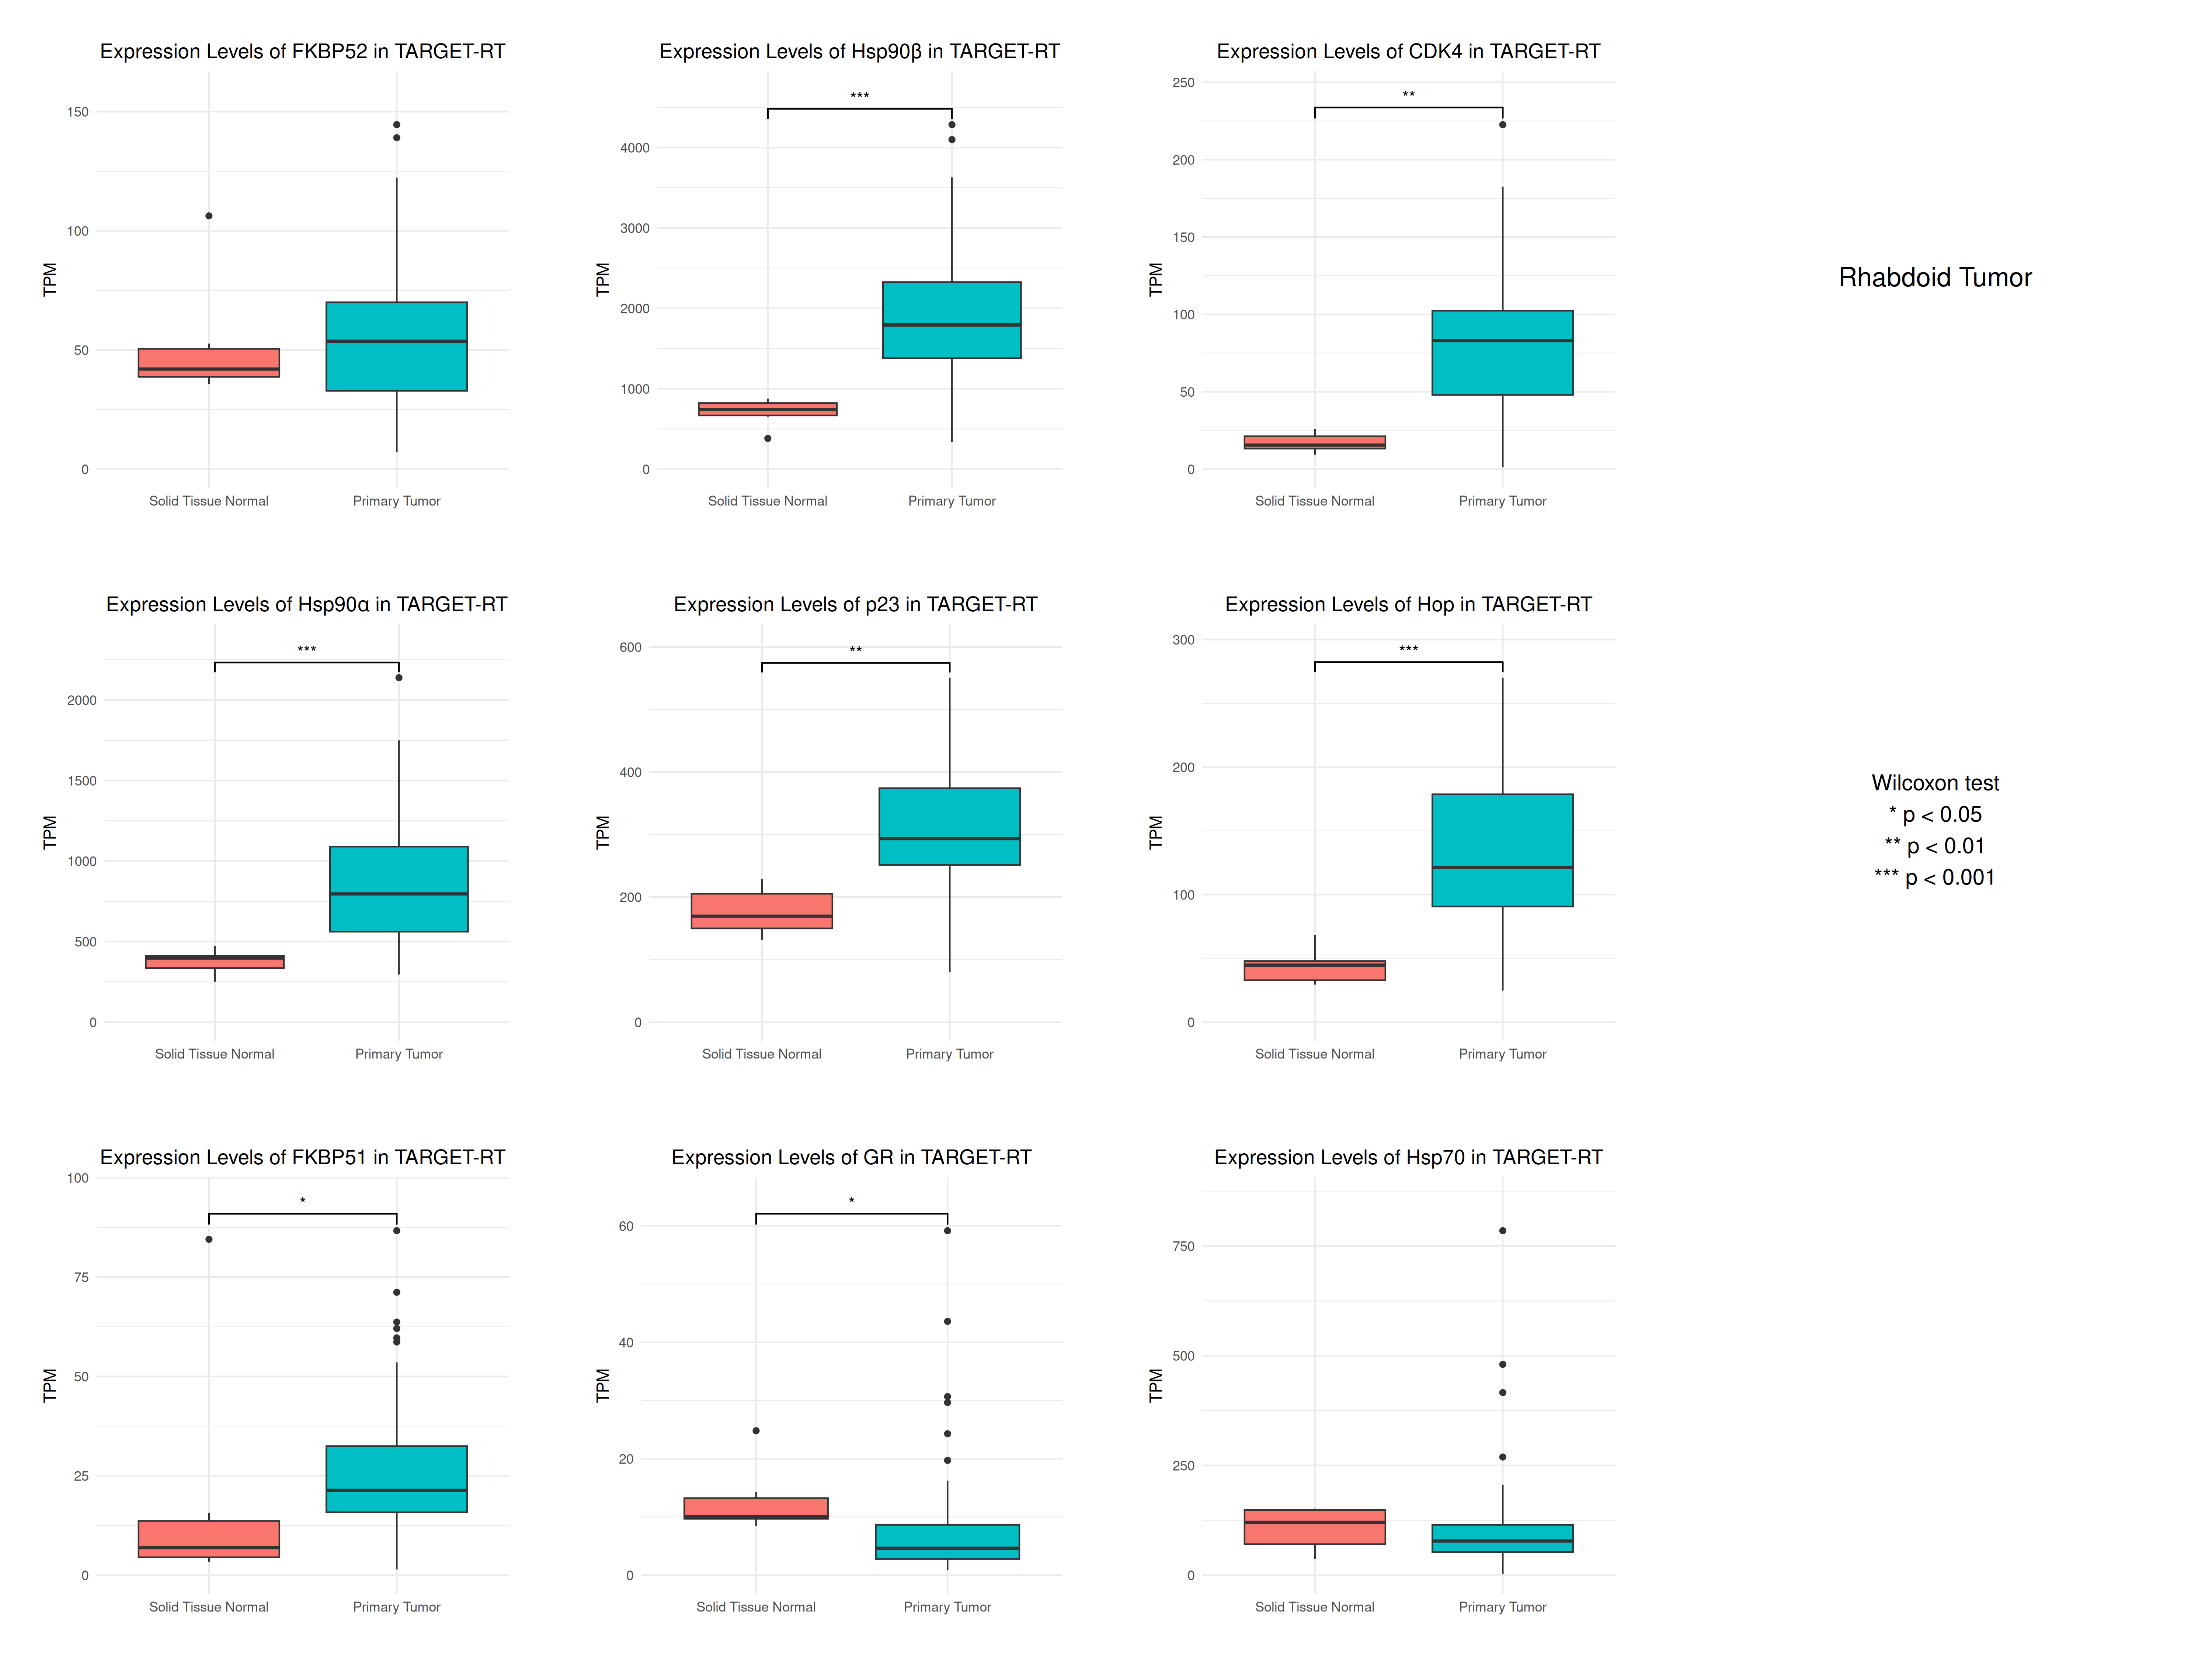 Expression Levels of FKBP52 in TARGET-RT
TPM
150
100
50
0
Solid Tissue Normal
Primary Tumor
Expression Levels of Hsp90β in TARGET-RT
TPM
***
4000
3000
2000
1000
0
Solid Tissue Normal
Primary Tumor
Expression Levels of CDK4 in TARGET-RT
TPM
**
250
200
150
100
50
0
Solid Tissue Normal
Primary Tumor
Rhabdoid Tumor
Expression Levels of Hsp90α in TARGET-RT
TPM
***
2000
1500
1000
500
0
Solid Tissue Normal
Primary Tumor
Expression Levels of p23 in TARGET-RT
TPM
**
600
400
200
0
Solid Tissue Normal
Primary Tumor
Expression Levels of Hop in TARGET-RT
TPM
***
300
200
100
0
Solid Tissue Normal
Primary Tumor
Wilcoxon test
* p < 0.05
** p < 0.01
*** p < 0.001
Expression Levels of FKBP51 in TARGET-RT
TPM
*
100
75
50
25
0
Solid Tissue Normal
Primary Tumor
Expression Levels of GR in TARGET-RT
TPM
*
60
40
20
0
Solid Tissue Normal
Primary Tumor
Expression Levels of Hsp70 in TARGET-RT
TPM
750
500
250
0
Solid Tissue Normal
Primary Tumor